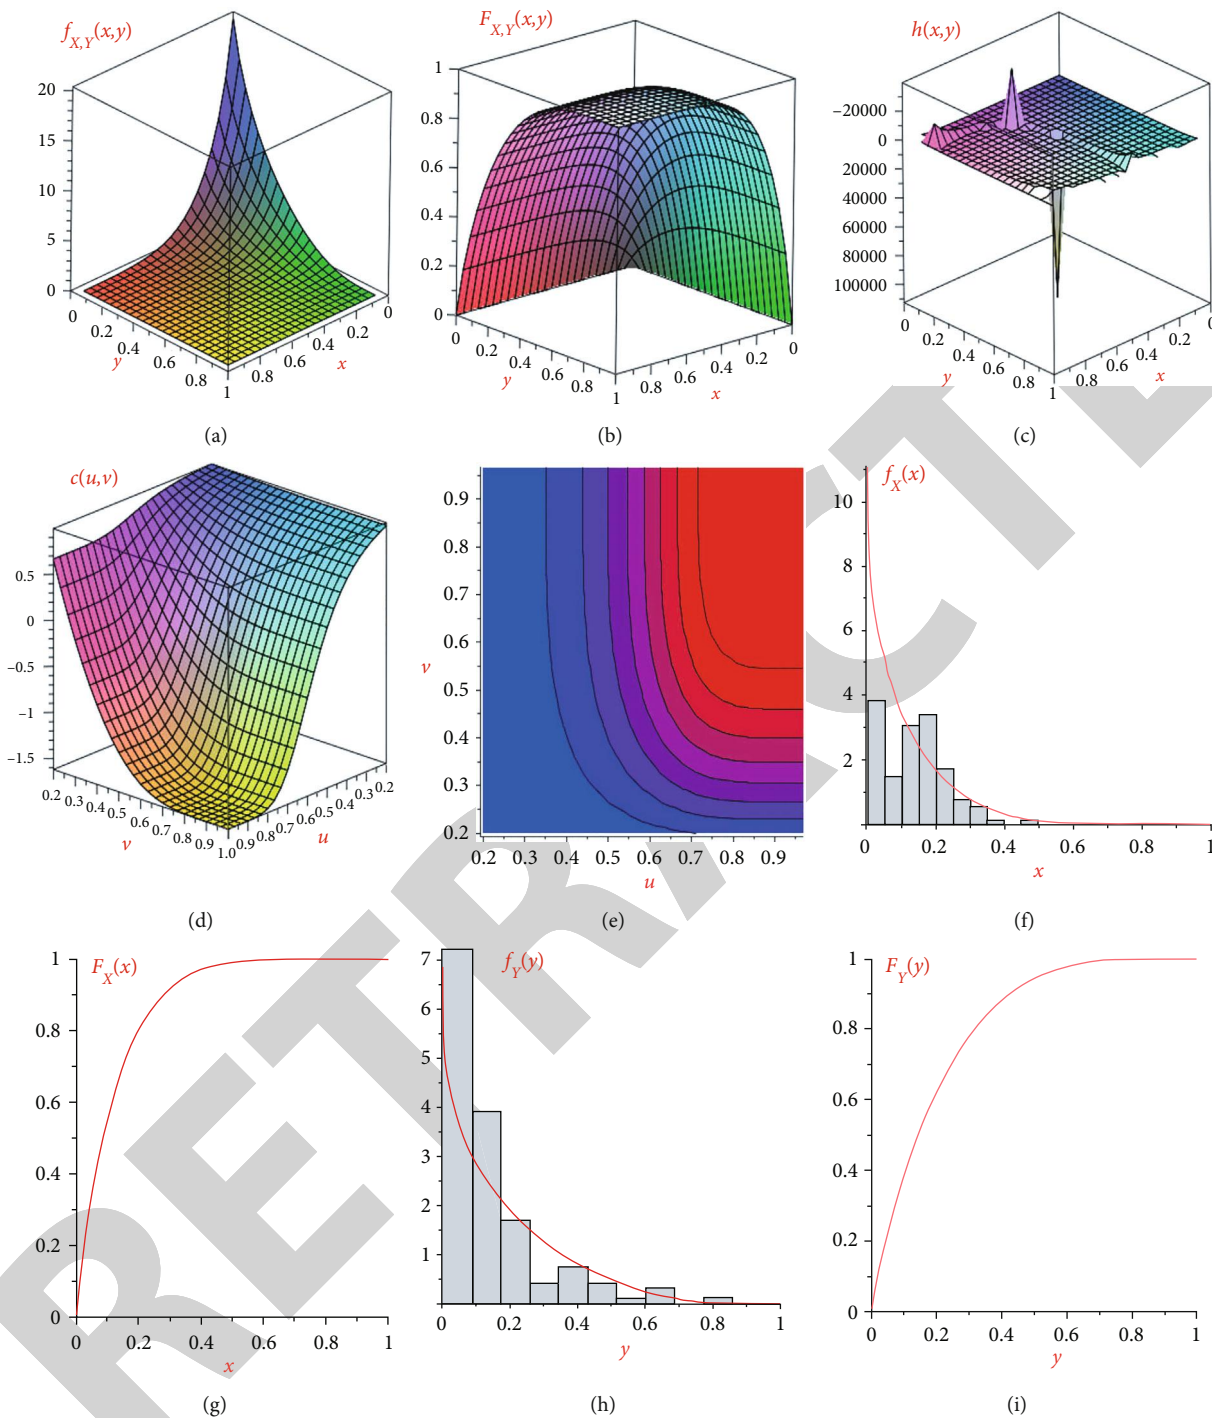 f_{X,Y}(x,y)
20
15
10
5
0
0
0.2
0.4
0.6
0.8
1
0.8
0.6
0.4
0.2
0
y
x
(a)
F_{X,Y}(x,y)
1
0.8
0.6
0.4
0.2
0
0
0.2
0.4
0.6
0.8
1
0.8
0.6
0.4
0.2
0
y
x
(b)
h(x,y)
−20000
0
20000
40000
60000
80000
100000
0
0.2
0.4
0.6
0.8
1
0.8
0.6
0.4
0.2
0
y
x
(c)
c(u,v)
0.5
0
−0.5
−1
−1.5
0.2 0.3 0.4 0.5 0.6 0.7 0.8 0.9 1.0
0.9 0.8 0.7 0.6 0.5 0.4 0.3 0.2
v
u
(d)
0.9
0.8
0.7
0.6
0.5
0.4
0.3
0.2
v
0.2 0.3 0.4 0.5 0.6 0.7 0.8 0.9
u
(e)
f_X(x)
10
8
6
4
2
0 0.2 0.4 0.6 0.8 1
x
(f)
F_X(x)
1
0.8
0.6
0.4
0.2
0
0 0.2 0.4 0.6 0.8 1
x
(g)
f_Y(y)
7
6
5
4
3
2
1
0 0.2 0.4 0.6 0.8 1
y
(h)
F_Y(y)
1
0.8
0.6
0.4
0.2
0
0 0.2 0.4 0.6 0.8 1
y
(i)
RETRACTE